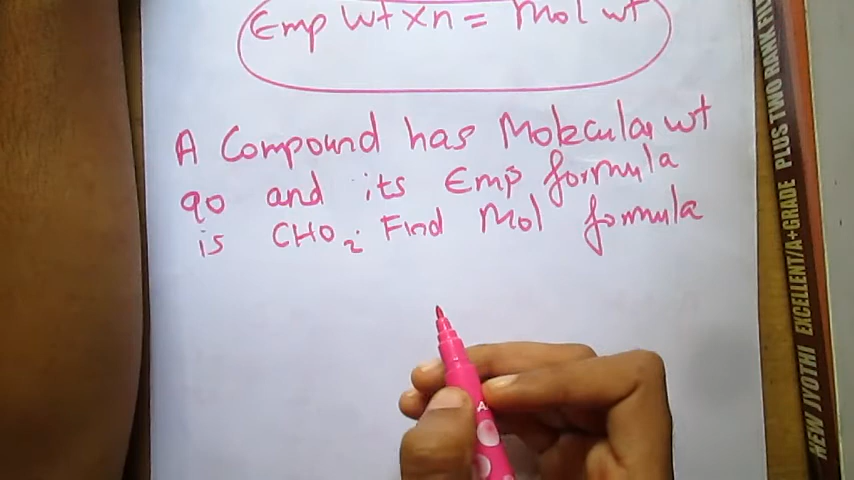 Emp wt x n = Mol wt
A Compound has Molecular wt
90 and its Emp formula
is CHO2. Find Mol formula
NEW JYOTHI EXCELLENT/A+GRADE PLUS TWO RANK FILE